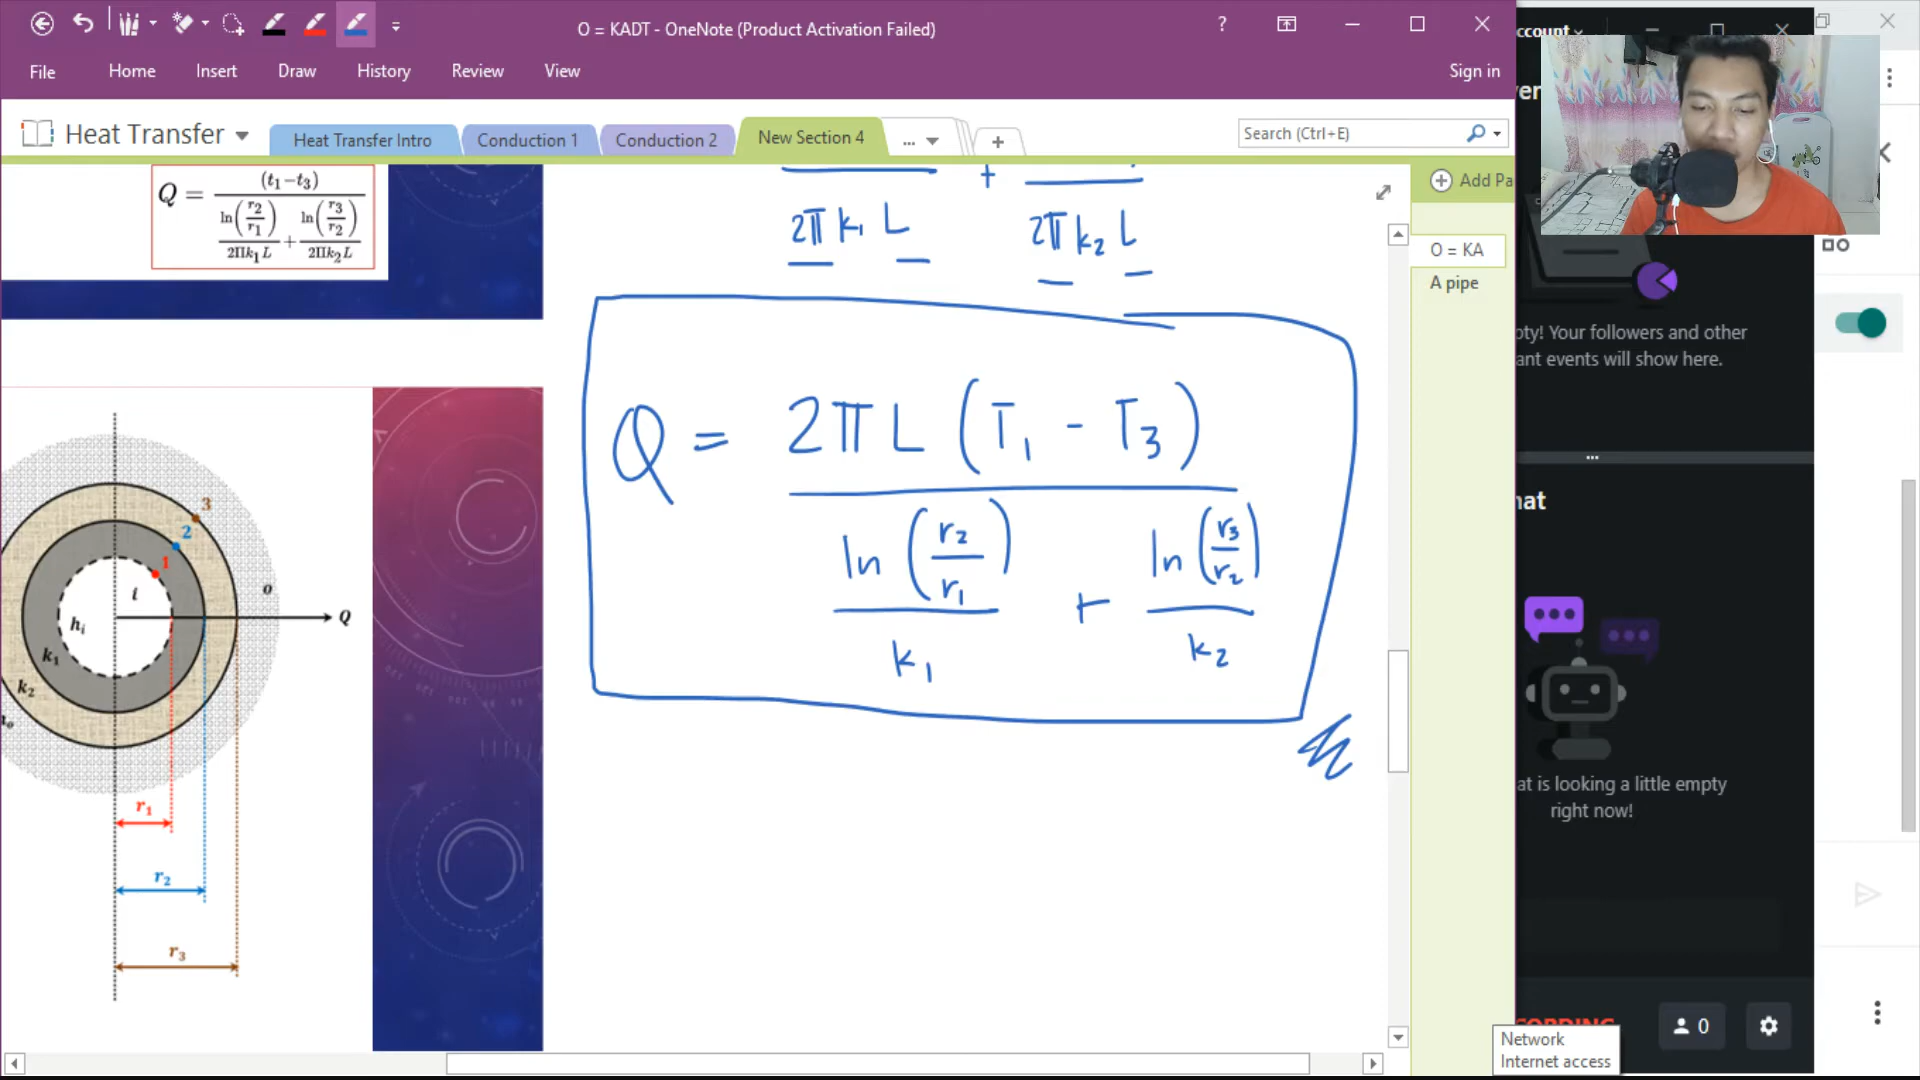 O = KADT - OneNote (Product Activation Failed)
?
ccount
File Home Insert Draw History Review View Sign in
Heat Transfer
Heat Transfer Intro Conduction 1 Conduction 2 New Section 4 ... +
Search (Ctrl+E)
Add Pa
O = KA
A pipe
Q = (t1−t3) / ln(r2/r1)/2Πk1L + ln(r3/r2)/2Πk2L
+
2π k1 L 2π k2 L
Q = 2π L (T1 - T3) / ln(r2/r1)/k1 + ln(r3/r2)/k2
3
2
1
i
o
hi
Q
k1
k2
r1
r2
r3
pty! Your followers and other
ant events will show here.
hat
at is looking a little empty
right now!
0
Network
Internet access